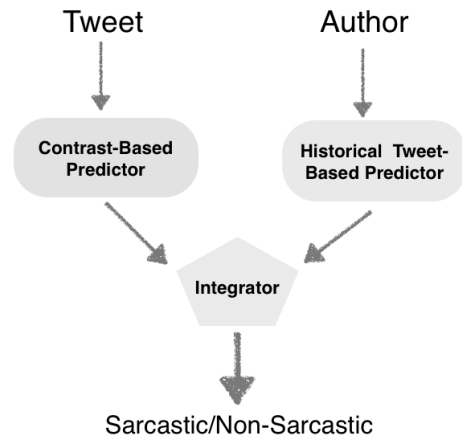 Tweet
Author
Contrast-Based
Predictor
Historical Tweet-
Based Predictor
Integrator
Sarcastic/Non-Sarcastic